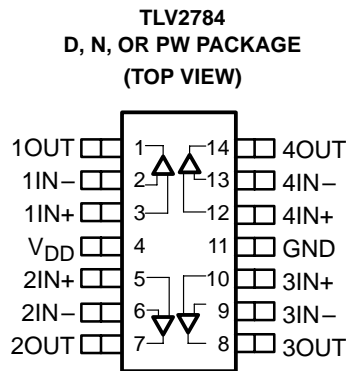 TLV2784
D, N, OR PW PACKAGE
(TOP VIEW)
1OUT 1 14 4OUT
1IN− 2 13 4IN−
1IN+ 3 12 4IN+
VDD 4 11 GND
2IN+ 5 10 3IN+
2IN− 6 9 3IN−
2OUT 7 8 3OUT